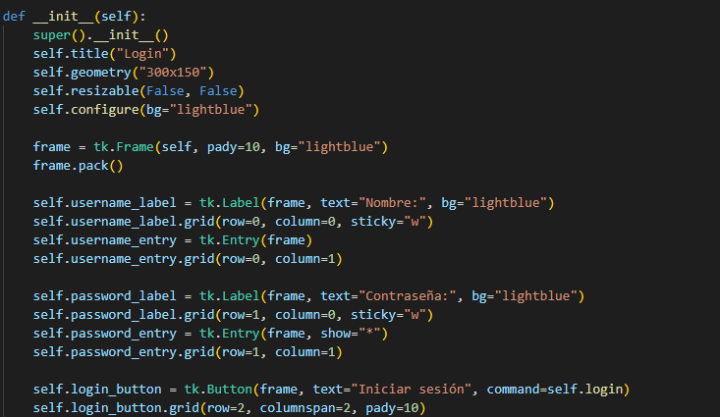 def __init__(self):
    super().__init__()
    self.title("Login")
    self.geometry("300x150")
    self.resizable(False, False)
    self.configure(bg="lightblue")

    frame = tk.Frame(self, pady=10, bg="lightblue")
    frame.pack()

    self.username_label = tk.Label(frame, text="Nombre:", bg="lightblue")
    self.username_label.grid(row=0, column=0, sticky="w")
    self.username_entry = tk.Entry(frame)
    self.username_entry.grid(row=0, column=1)

    self.password_label = tk.Label(frame, text="Contraseña:", bg="lightblue")
    self.password_label.grid(row=1, column=0, sticky="w")
    self.password_entry = tk.Entry(frame, show="*")
    self.password_entry.grid(row=1, column=1)

    self.login_button = tk.Button(frame, text="Iniciar sesión", command=self.login)
    self.login_button.grid(row=2, columnspan=2, pady=10)